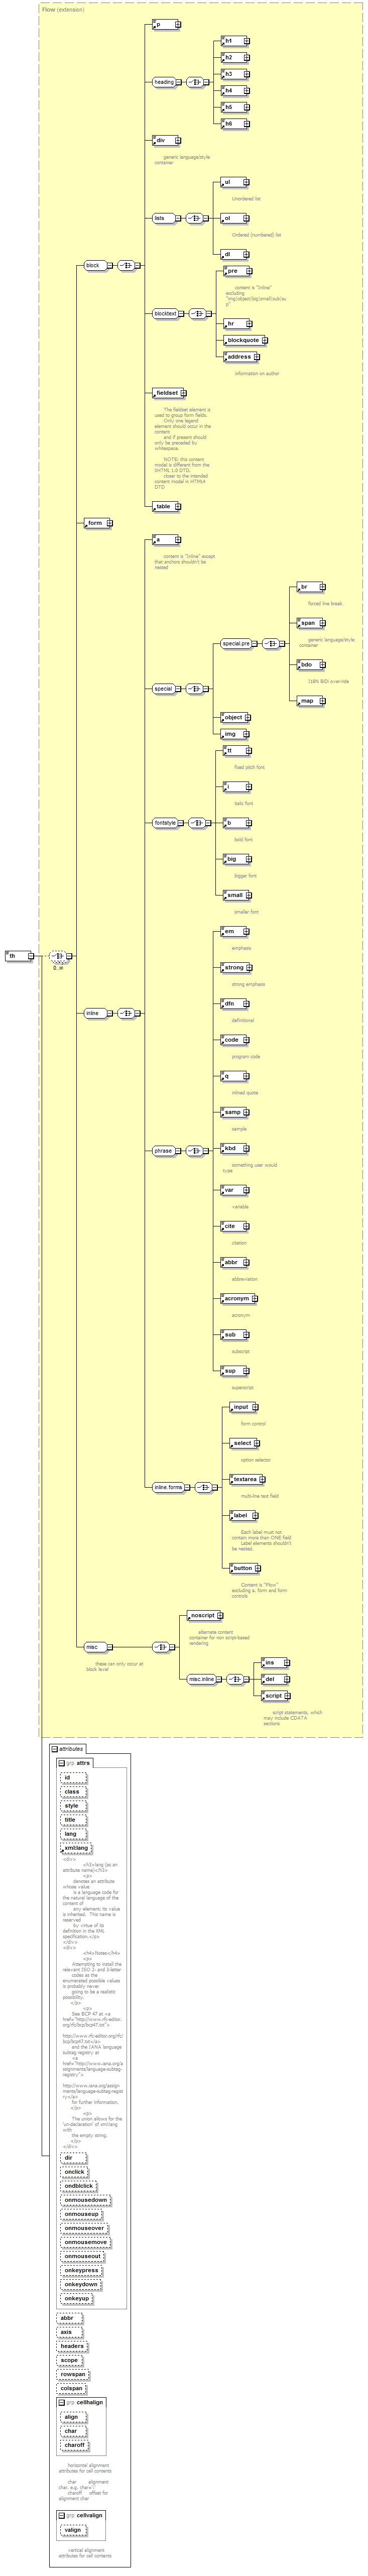 Flow (extension)
p
heading
h1
h2
h3
h4
h5
h6
div
generic language/style
container
lists
ul
Unordered list
ol
Ordered (numbered) list
dl
block
blocktext
pre
content is "Inline"
excluding
"img|object|big|small|sub|su
p"
hr
blockquote
address
information on author
fieldset
The fieldset element is
used to group form fields.
Only one legend
element should occur in the
content
and if present should
only be preceded by
whitespace.
NOTE: this content
model is different from the
XHTML 1.0 DTD,
closer to the intended
content model in HTML4
DTD
table
form
a
content is "Inline" except
that anchors shouldn't be
nested
special
special.pre
br
forced line break
span
generic language/style
container
bdo
I18N BiDi over-ride
map
object
img
fontstyle
tt
fixed pitch font
i
italic font
b
bold font
big
bigger font
small
smaller font
th
0..∞
inline
phrase
em
emphasis
strong
strong emphasis
dfn
definitional
code
program code
q
inlined quote
samp
sample
kbd
something user would
type
var
variable
cite
citation
abbr
abbreviation
acronym
acronym
sub
subscript
sup
superscript
inline.forms
input
form control
select
option selector
textarea
multi-line text field
label
Each label must not
contain more than ONE field
Label elements shouldn't
be nested.
button
Content is "Flow"
excluding a, form and form
controls
misc
these can only occur at
block level
noscript
alternate content
container for non script-based
rendering
misc.inline
ins
del
script
script statements, which
may include CDATA
sections
attributes
grp attrs
id
class
style
title
lang
xml:lang
<div>
<h3>lang (as an
attribute name)</h3>
<p>
denotes an attribute
whose value
is a language code for
the natural language of the
content of
any element; its value
is inherited.  This name is
reserved
by virtue of its
definition in the XML
specification.</p>
</div>
<div>
<h4>Notes</h4>
<p>
Attempting to install the
relevant ISO 2- and 3-letter
codes as the
enumerated possible values
is probably never
going to be a realistic
possibility.
</p>
<p>
See BCP 47 at <a
href="http://www.rfc-editor.
org/rfc/bcp/bcp47.txt">
http://www.rfc-editor.org/rfc/
bcp/bcp47.txt</a>
and the IANA language
subtag registry at
<a
href="http://www.iana.org/a
ssignments/language-subtag-
registry">
http://www.iana.org/assign
ments/language-subtag-regist
ry</a>
for further information.
</p>
<p>
The union allows for the
'un-declaration' of xml:lang
with
the empty string.
</p>
</div>
dir
onclick
ondblclick
onmousedown
onmouseup
onmouseover
onmousemove
onmouseout
onkeypress
onkeydown
onkeyup
abbr
axis
headers
scope
rowspan
colspan
grp cellhalign
align
char
charoff
horizontal alignment
attributes for cell contents
char alignment
char, e.g. char=':'
charoff offset for
alignment char
grp cellvalign
valign
vertical alignment
attributes for cell contents